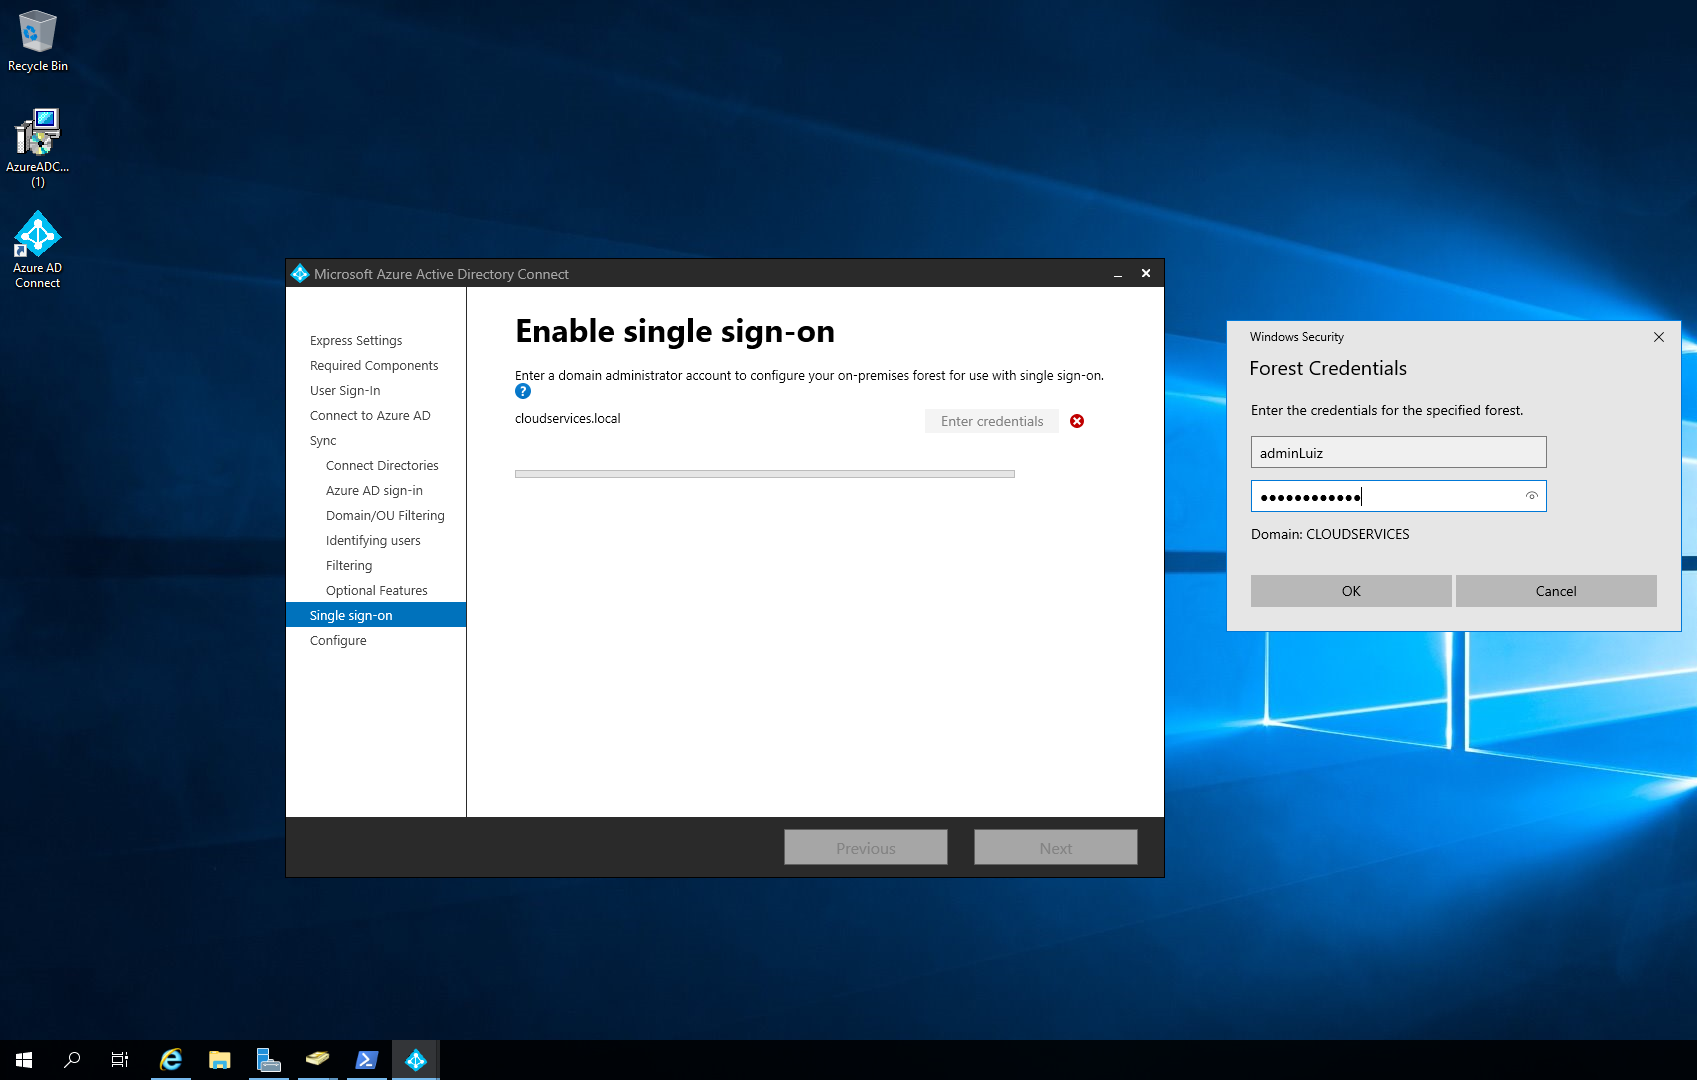 Recycle Bin
AzureADC...
(1)
Azure AD
Connect
Microsoft Azure Active Directory Connect
Express Settings
Required Components
User Sign-In
Connect to Azure AD
Sync
Connect Directories
Azure AD sign-in
Domain/OU Filtering
Identifying users
Filtering
Optional Features
Single sign-on
Configure
Enable single sign-on
Enter a domain administrator account to configure your on-premises forest for use with single sign-on.
?
cloudservices.local
Enter credentials
Previous
Next
Windows Security
Forest Credentials
Enter the credentials for the specified forest.
adminLuiz
●●●●●●●●●●●●
Domain: CLOUDSERVICES
OK
Cancel